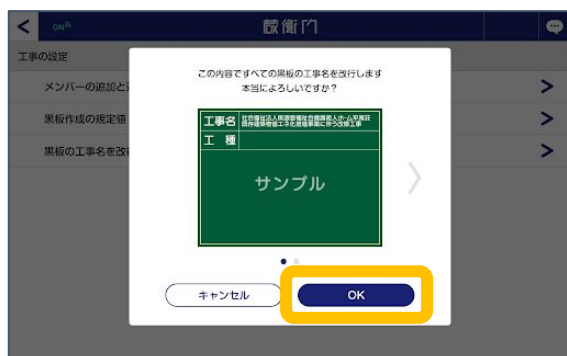 ON
蔵衛門
工事の設定
メンバーの追加と
黒板作成の規定値
黒板の工事名を改
この内容ですべての黒板の工事名を改行します
本当によろしいですか?
工事名
工 種
サンプル
キャンセル
OK